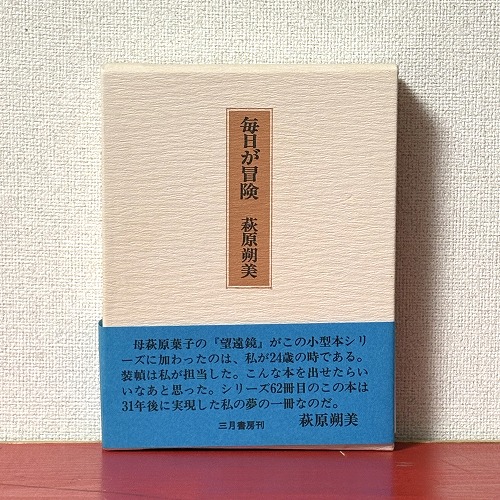 毎日が冒険 萩原朔美
母萩原葉子の『望遠鏡』がこの小型本シリ
ーズに加わったのは、私が24歳の時である。
装幀は私が担当した。こんな本を出せたらい
いなあと思った。シリーズ62冊目のこの本は
31年後に実現した私の夢の一冊なのだ。
三月書房刊 萩原朔美